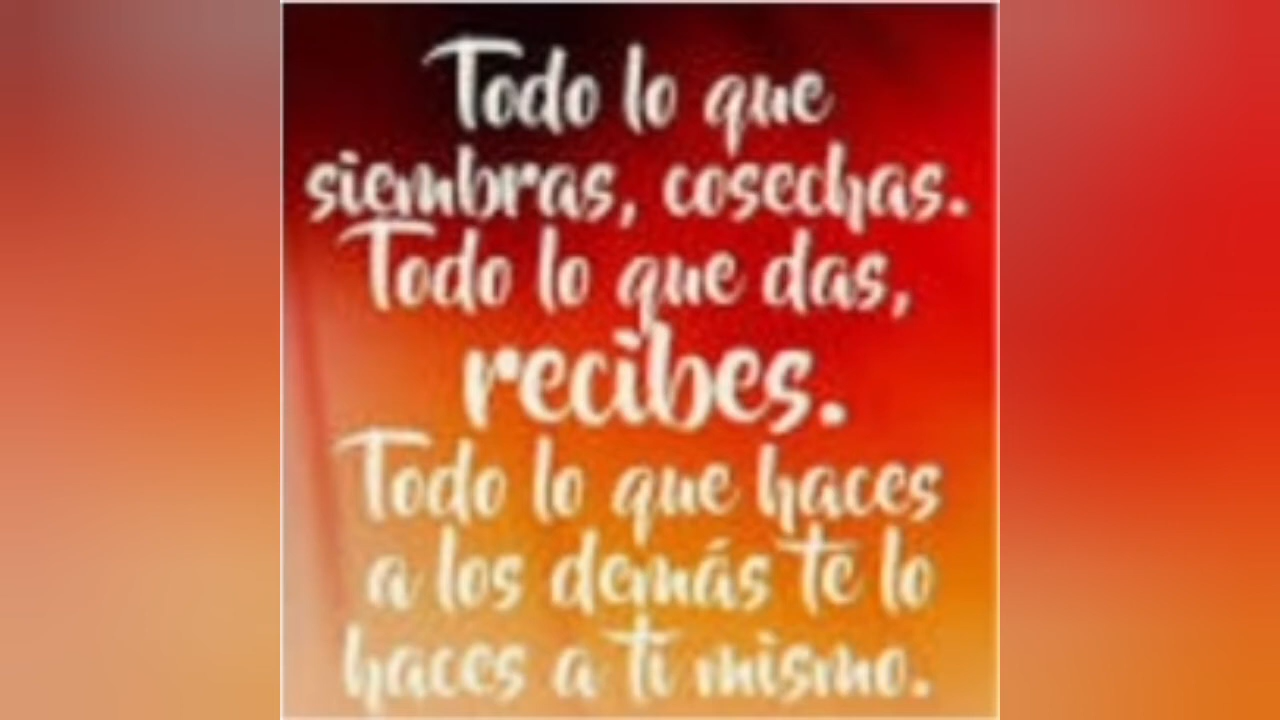 Todo lo que
siembras, cosechas.
Todo lo que das,
recibes.
Todo lo que haces
a los demás te lo
haces a ti mismo.